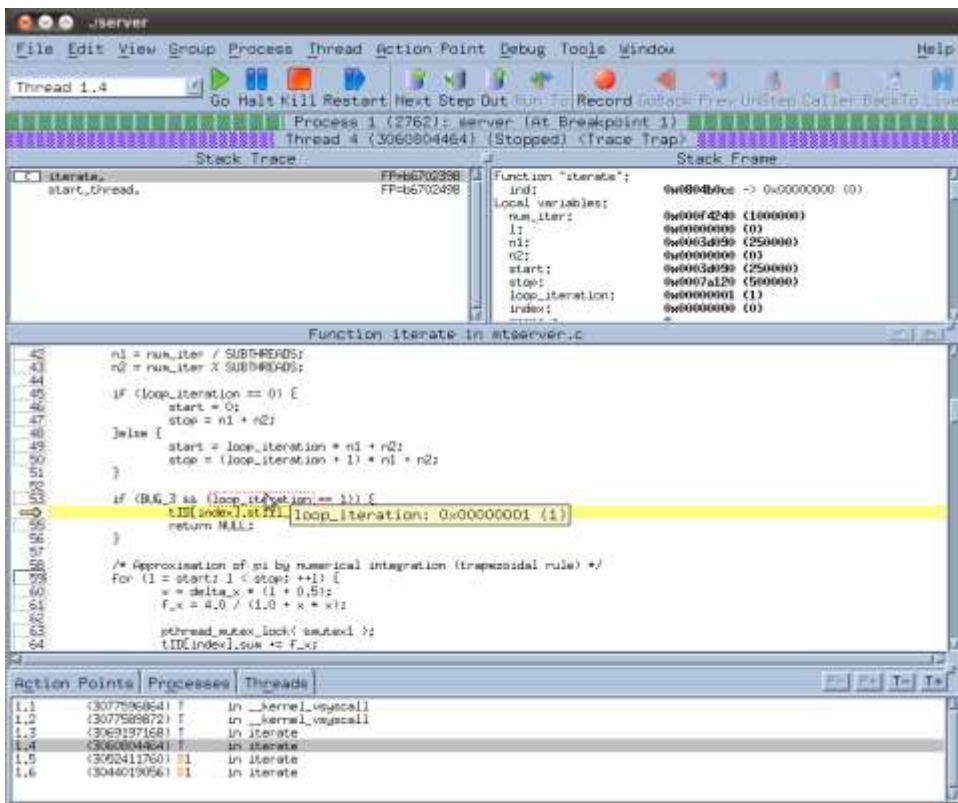 Jserver
File Edit View Group Process Thread Action Point Debug Tools Window Help
Thread 1.4
Go Halt Kill Restart Next Step Out Run To Record GoBack Prev UnStep Caller BackTo Live
Process 1 (2762): server (At Breakpoint 1)
Thread 4 (3060804464) (Stopped) <Trace Trap>
Stack Trace
C iterate, FP=b6702398
start_thread, FP=b6702498
Stack Frame
Function "iterate":
ind: 0x0804b0ce -> 0x00000000 (0)
Local variables:
num_iter: 0x000f4240 (1000000)
l: 0x00000000 (0)
n1: 0x0003d090 (250000)
n2: 0x00000000 (0)
start: 0x0003d090 (250000)
stop: 0x0007a120 (500000)
loop_iteration: 0x00000001 (1)
index: 0x00000000 (0)
Function iterate in mtserver.c
42 n1 = num_iter / SUBTHREADS;
43 n2 = num_iter % SUBTHREADS;
44
45 if (loop_iteration == 0) {
46 start = 0;
47 stop = n1 + n2;
48 }else {
49 start = loop_iteration * n1 + n2;
50 stop = (loop_iteration + 1) * n1 + n2;
51 }
52
53 if (BUG_3 && (loop_iteration == 1)) {
tID[index].still
loop_iteration: 0x00000001 (1)
55 return NULL;
56 }
57
58 /* Approximation of pi by numerical integration (trapezoidal rule) */
59 for (l = start; l < stop; ++l) {
60 x = delta_x * (l + 0.5);
61 f_x = 4.0 / (1.0 + x * x);
62
63 pthread_mutex_lock( &mutex1 );
64 tID[index].sum += f_x;
Action Points Processes Threads P- P+ T- T+
1.1 (3077596864) T in __kernel_vsyscall
1.2 (3077589872) T in __kernel_vsyscall
1.3 (3069197168) T in iterate
1.4 (3060804464) T in iterate
1.5 (3052411760) B1 in iterate
1.6 (3044019056) B1 in iterate